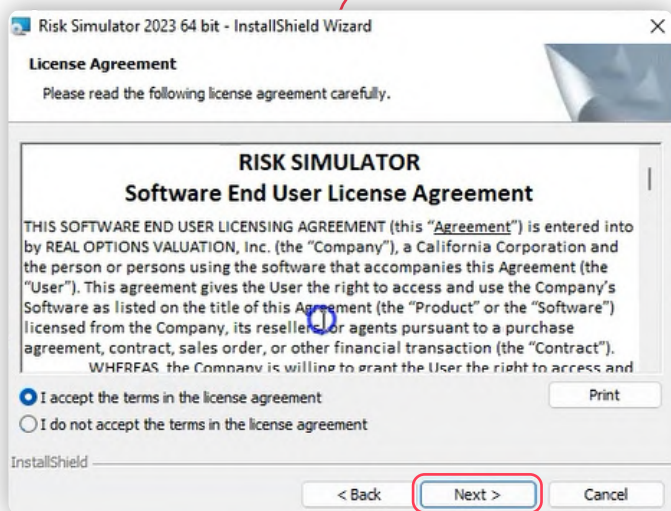 Risk Simulator 2023 64 bit - InstallShield Wizard
License Agreement
Please read the following license agreement carefully.
RISK SIMULATOR
Software End User License Agreement
THIS SOFTWARE END USER LICENSING AGREEMENT (this “Agreement”) is entered into
by REAL OPTIONS VALUATION, Inc. (the “Company”), a California Corporation and
the person or persons using the software that accompanies this Agreement (the
“User”). This agreement gives the User the right to access and use the Company’s
Software as listed on the title of this Agreement (the “Product” or the “Software”)
licensed from the Company, its resellers or agents pursuant to a purchase
agreement, contract, sales order, or other financial transaction (the “Contract”).
WHEREAS, the Company is willing to grant the User the right to access and
I accept the terms in the license agreement
Print
I do not accept the terms in the license agreement
InstallShield
< Back
Next >
Cancel